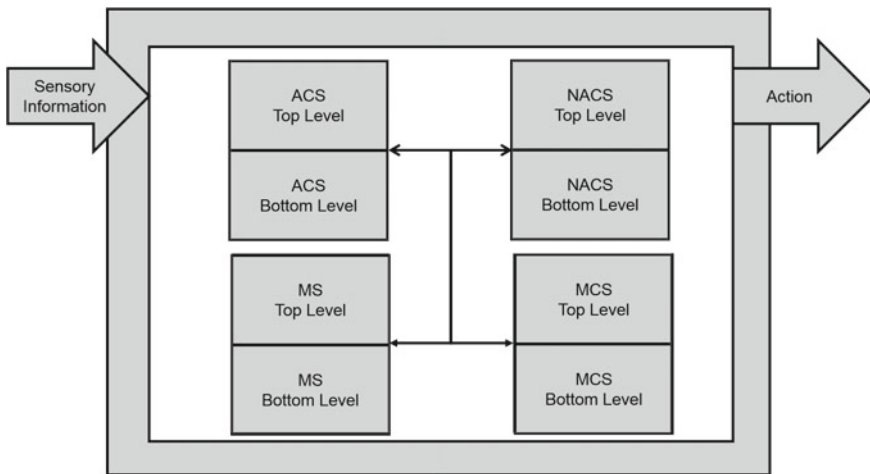 Sensory
Information
ACS
Top Level
ACS
Bottom Level
NACS
Top Level
NACS
Bottom Level
Action
MS
Top Level
MS
Bottom Level
MCS
Top Level
MCS
Bottom Level